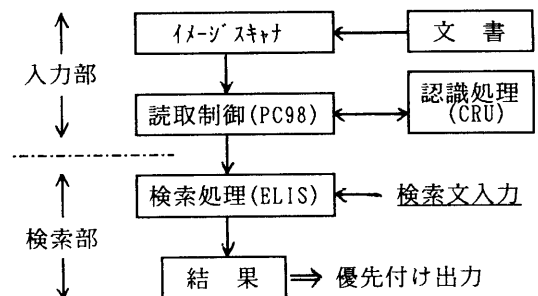 イメージスキャナ
文書
入力部
読取制御(PC98)
認識処理
(CRU)
検索処理(ELIS)
検索文入力
検索部
結果
優先付け出力